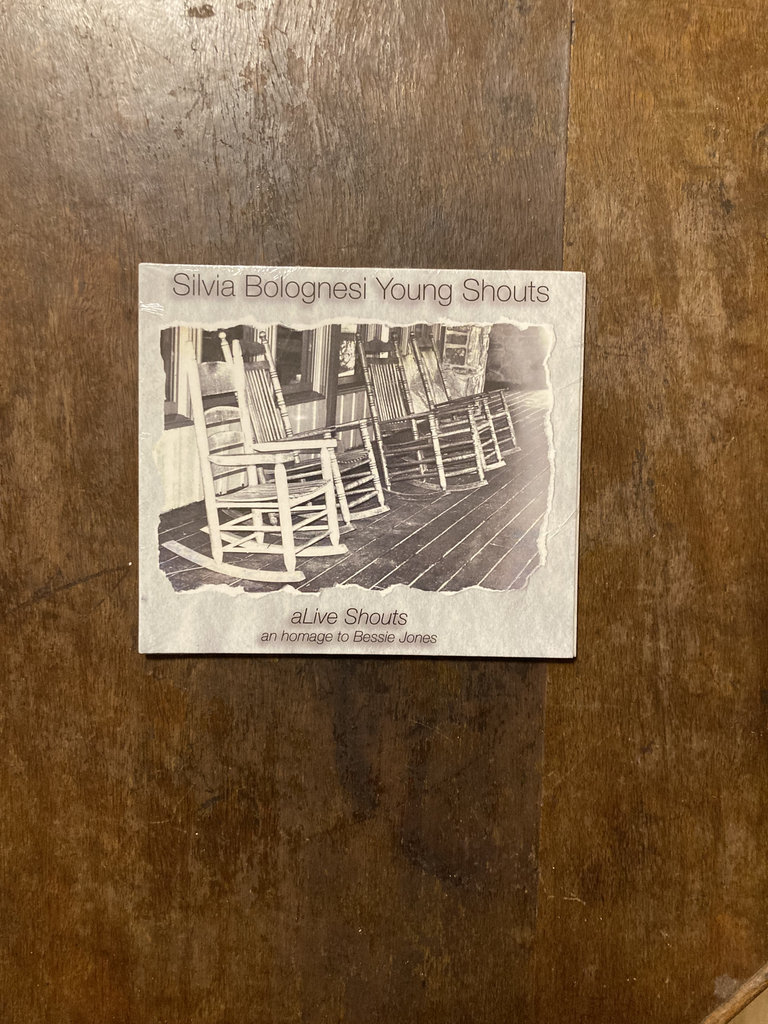 Silvia Bolognesi Young Shouts
aLive Shouts
an homage to Bessie Jones